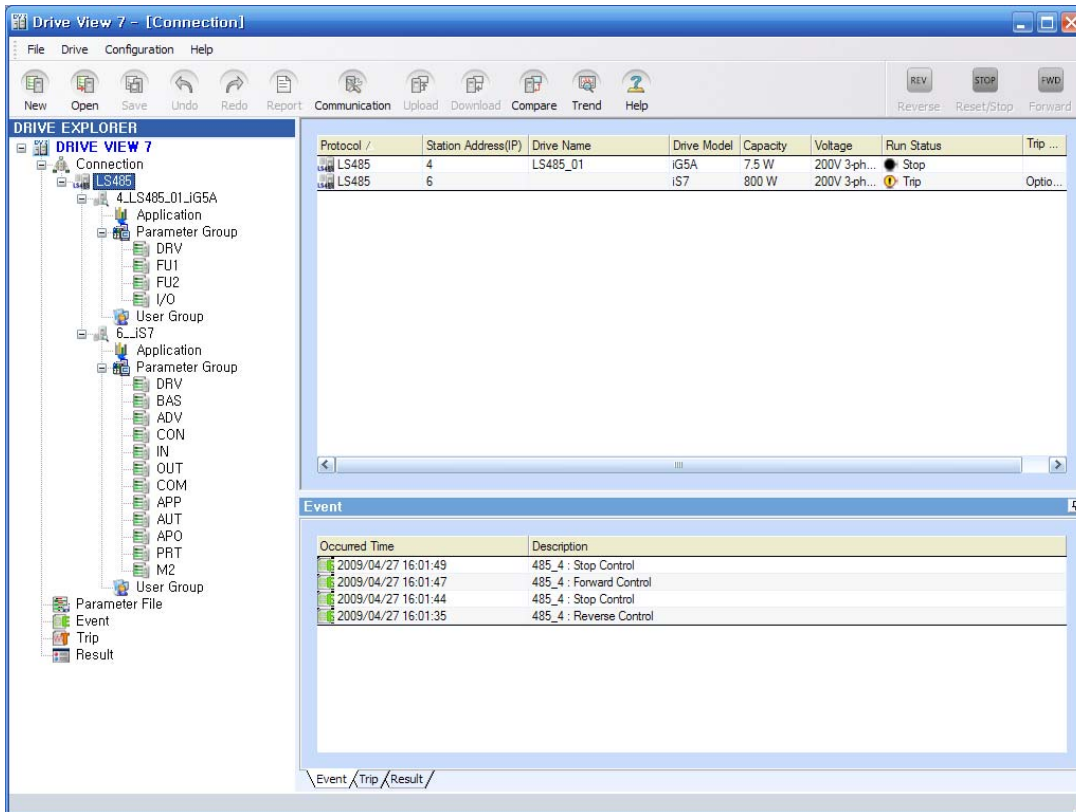 Drive View 7 - [Connection]
File Drive Configuration Help
New Open Save Undo Redo Report Communication Upload Download Compare Trend Help
REV STOP FWD
Reverse Reset/Stop Forward
DRIVE EXPLORER
DRIVE VIEW 7
Connection
LS485
4_LS485_01_iG5A
Application
Parameter Group
DRV
FU1
FU2
I/O
User Group
6__iS7
Application
Parameter Group
DRV
BAS
ADV
CON
IN
OUT
COM
APP
AUT
APO
PRT
M2
User Group
Parameter File
Event
Trip
Result
Protocol / Station Address(IP) Drive Name Drive Model Capacity Voltage Run Status Trip ...
LS485 4 LS485_01 iG5A 7.5 W 200V 3-ph... Stop
LS485 6 iS7 800 W 200V 3-ph... Trip Optio...
Event
Occurred Time Description
2009/04/27 16:01:49 485_4 : Stop Control
2009/04/27 16:01:47 485_4 : Forward Control
2009/04/27 16:01:44 485_4 : Stop Control
2009/04/27 16:01:35 485_4 : Reverse Control
Event Trip Result